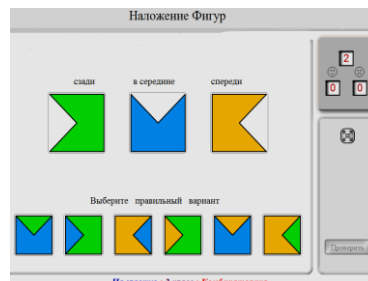 Наложение Фигур
сзади в середине спереди
2
0 0
Выберите правильный вариант
Проверить